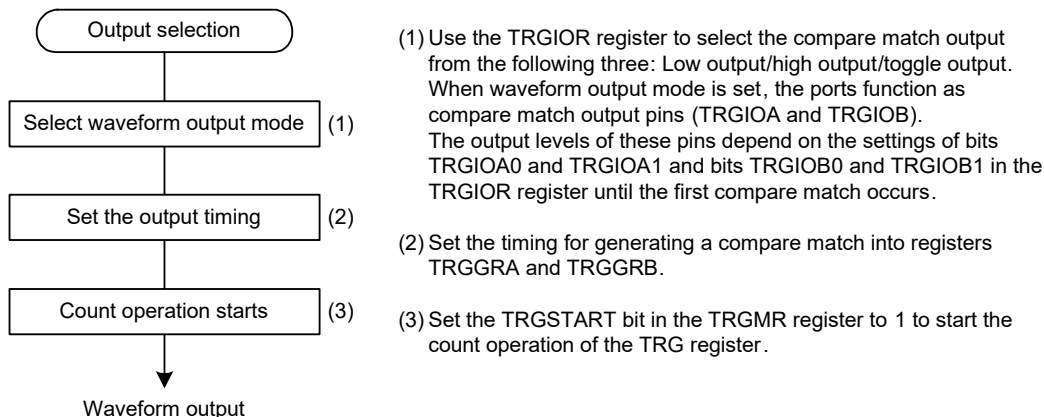 Output selection
Select waveform output mode (1)
Set the output timing (2)
Count operation starts (3)
Waveform output
(1) Use the TRGIOR register to select the compare match output
from the following three: Low output/high output/toggle output.
When waveform output mode is set, the ports function as
compare match output pins (TRGIOA and TRGIOB).
The output levels of these pins depend on the settings of bits
TRGIOA0 and TRGIOA1 and bits TRGIOB0 and TRGIOB1 in the
TRGIOR register until the first compare match occurs.
(2) Set the timing for generating a compare match into registers
TRGGRA and TRGGRB.
(3) Set the TRGSTART bit in the TRGMR register to 1 to start the
count operation of the TRG register.